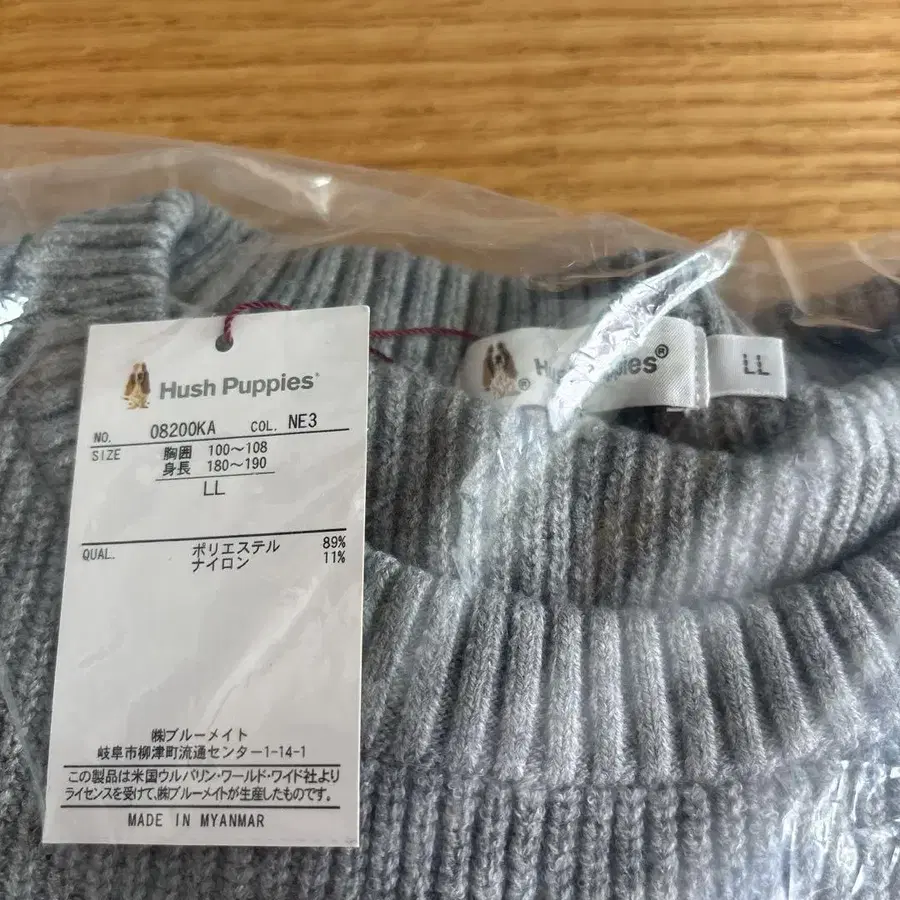 Hush Puppies®
NO. 08200KA COL. NE3
SIZE 胸囲 100～108
身長 180～190
LL
QUAL. ポリエステル 89%
ナイロン 11%
㈱ブルーメイト
岐阜市柳津町流通センター1-14-1
この製品は米国ウルバリン・ワールド・ワイド社より
ライセンスを受けて、㈱ブルーメイトが生産したものです。
MADE IN MYANMAR
Hush Puppies®
®
LL